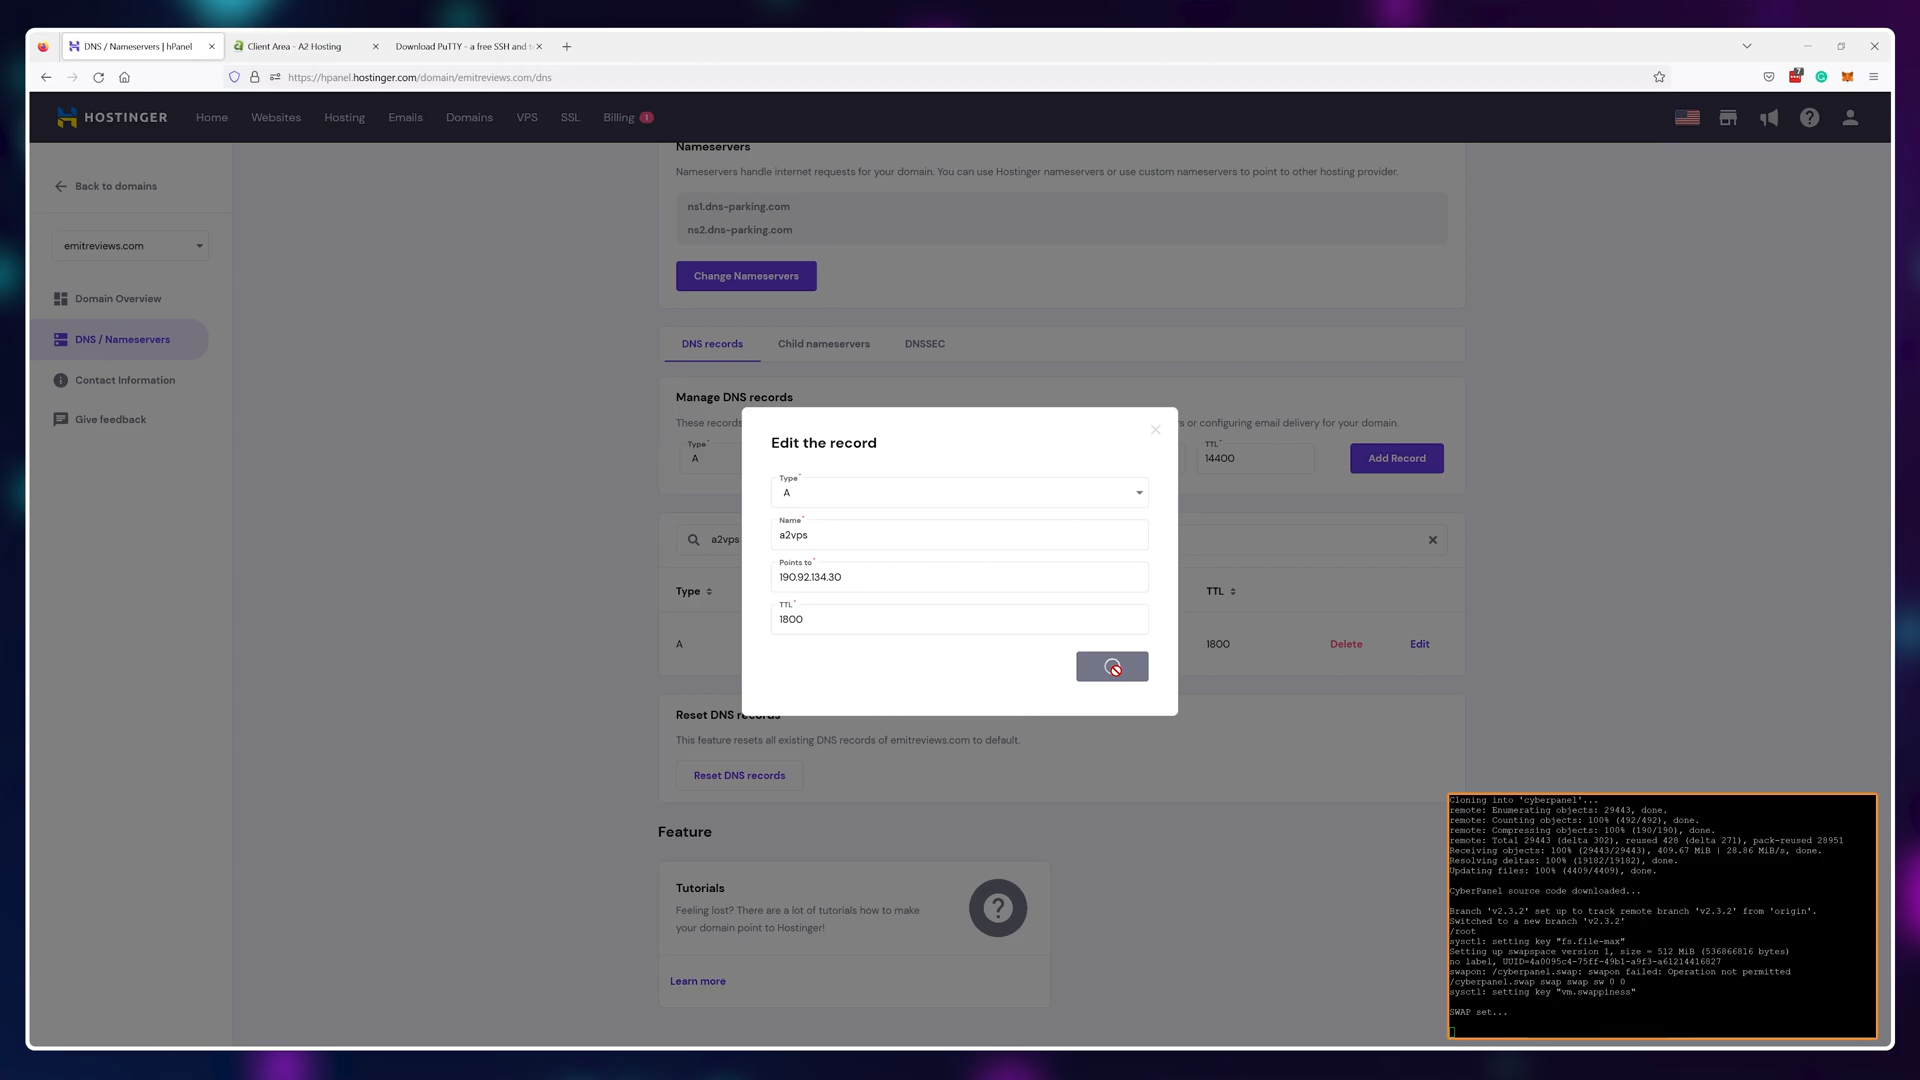 DNS / Nameservers | hPanel
Client Area - A2 Hosting
Download PuTTY - a free SSH and t
https://hpanel.hostinger.com/domain/emitreviews.com/dns
7
HOSTINGER
Home
Websites
Hosting
Emails
Domains
VPS
SSL
Billing
1
Back to domains
emitreviews.com
Domain Overview
DNS / Nameservers
Contact Information
Give feedback
Nameservers
Nameservers handle internet requests for your domain. You can use Hostinger nameservers or use custom nameservers to point to other hosting provider.
ns1.dns-parking.com
ns2.dns-parking.com
Change Nameservers
DNS records
Child nameservers
DNSSEC
Manage DNS records
These records
s or configuring email delivery for your domain.
Type*
A
TTL*
14400
Add Record
a2vps
Type
TTL
A
1800
Delete
Edit
Edit the record
Type*
A
Name*
a2vps
Points to*
190.92.134.30
TTL*
1800
Reset DNS records
This feature resets all existing DNS records of emitreviews.com to default.
Reset DNS records
Feature
Tutorials
Feeling lost? There are a lot of tutorials how to make
your domain point to Hostinger!
Learn more
Cloning into 'cyberpanel'...
remote: Enumerating objects: 29443, done.
remote: Counting objects: 100% (492/492), done.
remote: Compressing objects: 100% (190/190), done.
remote: Total 29443 (delta 302), reused 428 (delta 271), pack-reused 28951
Receiving objects: 100% (29443/29443), 409.67 MiB | 28.86 MiB/s, done.
Resolving deltas: 100% (19182/19182), done.
Updating files: 100% (4409/4409), done.
CyberPanel source code downloaded...
Branch 'v2.3.2' set up to track remote branch 'v2.3.2' from 'origin'.
Switched to a new branch 'v2.3.2'
/root
sysctl: setting key "fs.file-max"
Setting up swapspace version 1, size = 512 MiB (536866816 bytes)
no label, UUID=4a0095c4-75ff-49b1-a9f3-a61214416827
swapon: /cyberpanel.swap: swapon failed: Operation not permitted
/cyberpanel.swap swap swap sw 0 0
sysctl: setting key "vm.swappiness"
SWAP set...